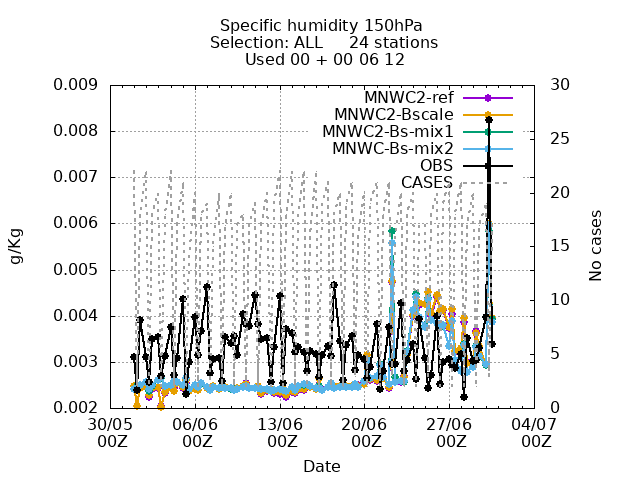 Specific humidity 150hPa
Selection: ALL 24 stations
Used 00 + 00 06 12
0.009
0.008
0.007
0.006
0.005
0.004
0.003
0.002
g/Kg
30
25
20
15
10
5
0
No cases
MNWC2-ref
MNWC2-Bscale
MNWC2-Bs-mix1
MNWC-Bs-mix2
OBS
CASES
30/05 06/06 13/06 20/06 27/06 04/07
00Z 00Z 00Z 00Z 00Z 00Z
Date